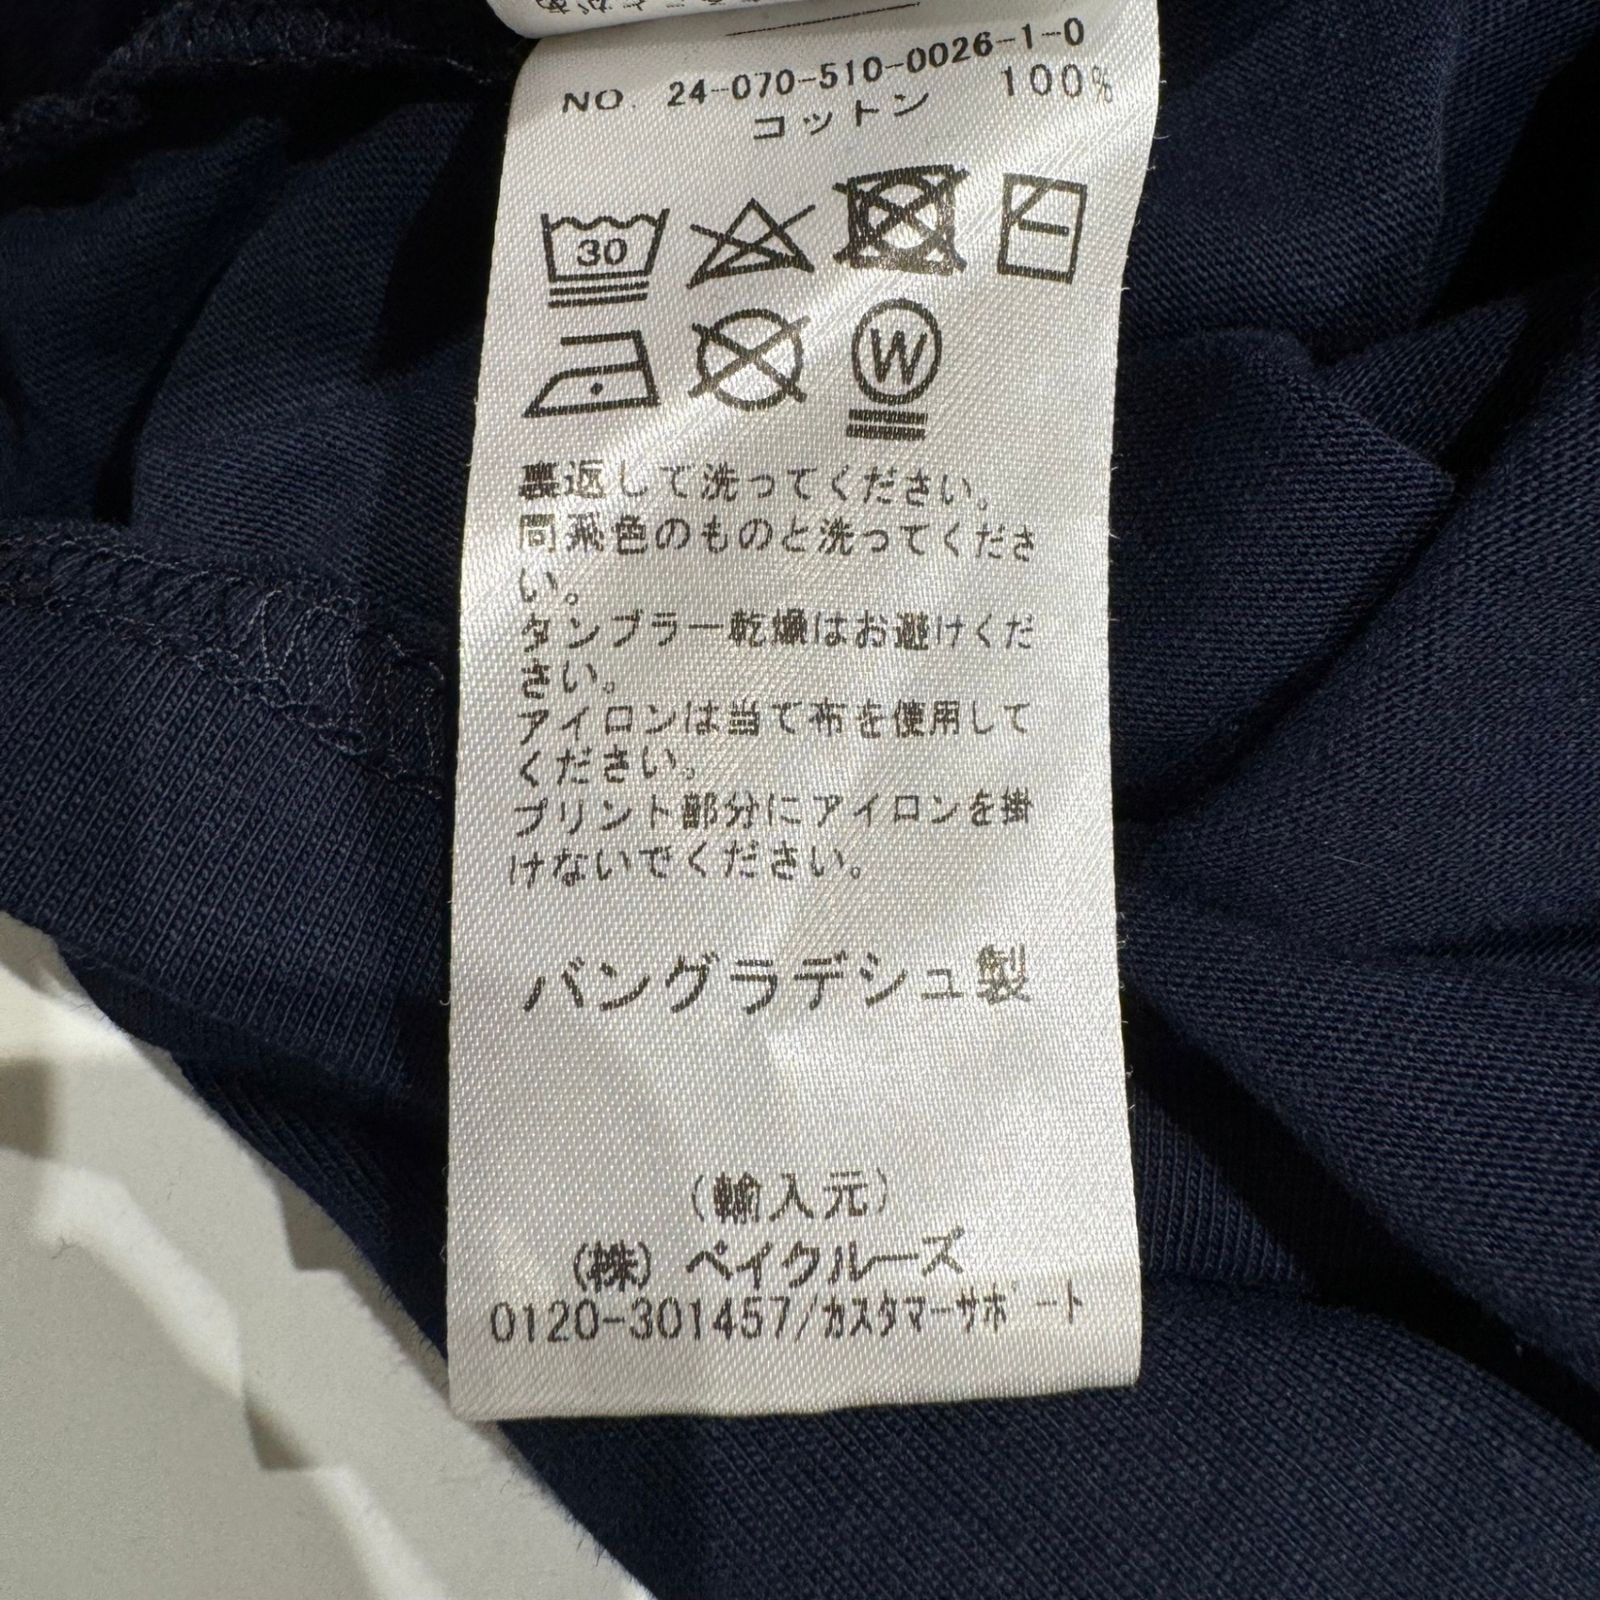 NO. 24-070-510-0026-1-0
コットン 100%
30
W
裏返して洗ってください。
同系色のものと洗ってくださ
い。
タンブラー乾燥はお避けくだ
さい。
アイロンは当て布を使用して
ください。
プリント部分にアイロンを掛
けないでください。
バングラデシュ製
(輸入元)
(株) ベイクルーズ
0120-301457/カスタマーサポート